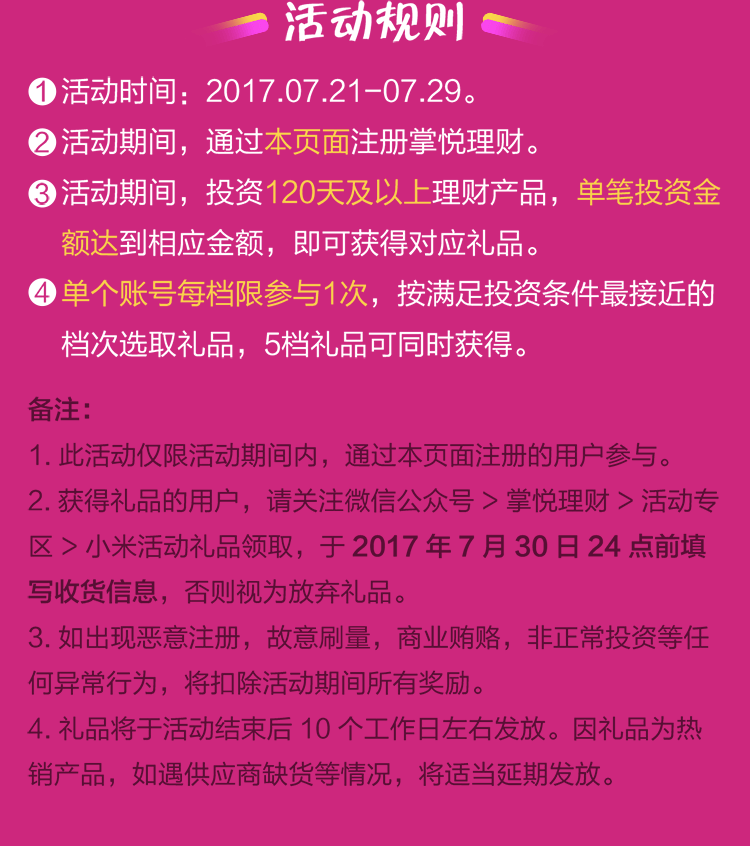 活动规则
1 活动时间：2017.07.21-07.29。
2 活动期间，通过本页面注册掌悦理财。
3 活动期间，投资120天及以上理财产品，单笔投资金
额达到相应金额，即可获得对应礼品。
4 单个账号每档限参与1次，按满足投资条件最接近的
档次选取礼品，5档礼品可同时获得。
备注：
1. 此活动仅限活动期间内，通过本页面注册的用户参与。
2. 获得礼品的用户，请关注微信公众号 > 掌悦理财 > 活动专
区 > 小米活动礼品领取，于 2017 年 7 月 30 日 24 点前填
写收货信息，否则视为放弃礼品。
3. 如出现恶意注册，故意刷量，商业贿赂，非正常投资等任
何异常行为，将扣除活动期间所有奖励。
4. 礼品将于活动结束后 10 个工作日左右发放。因礼品为热
销产品，如遇供应商缺货等情况，将适当延期发放。